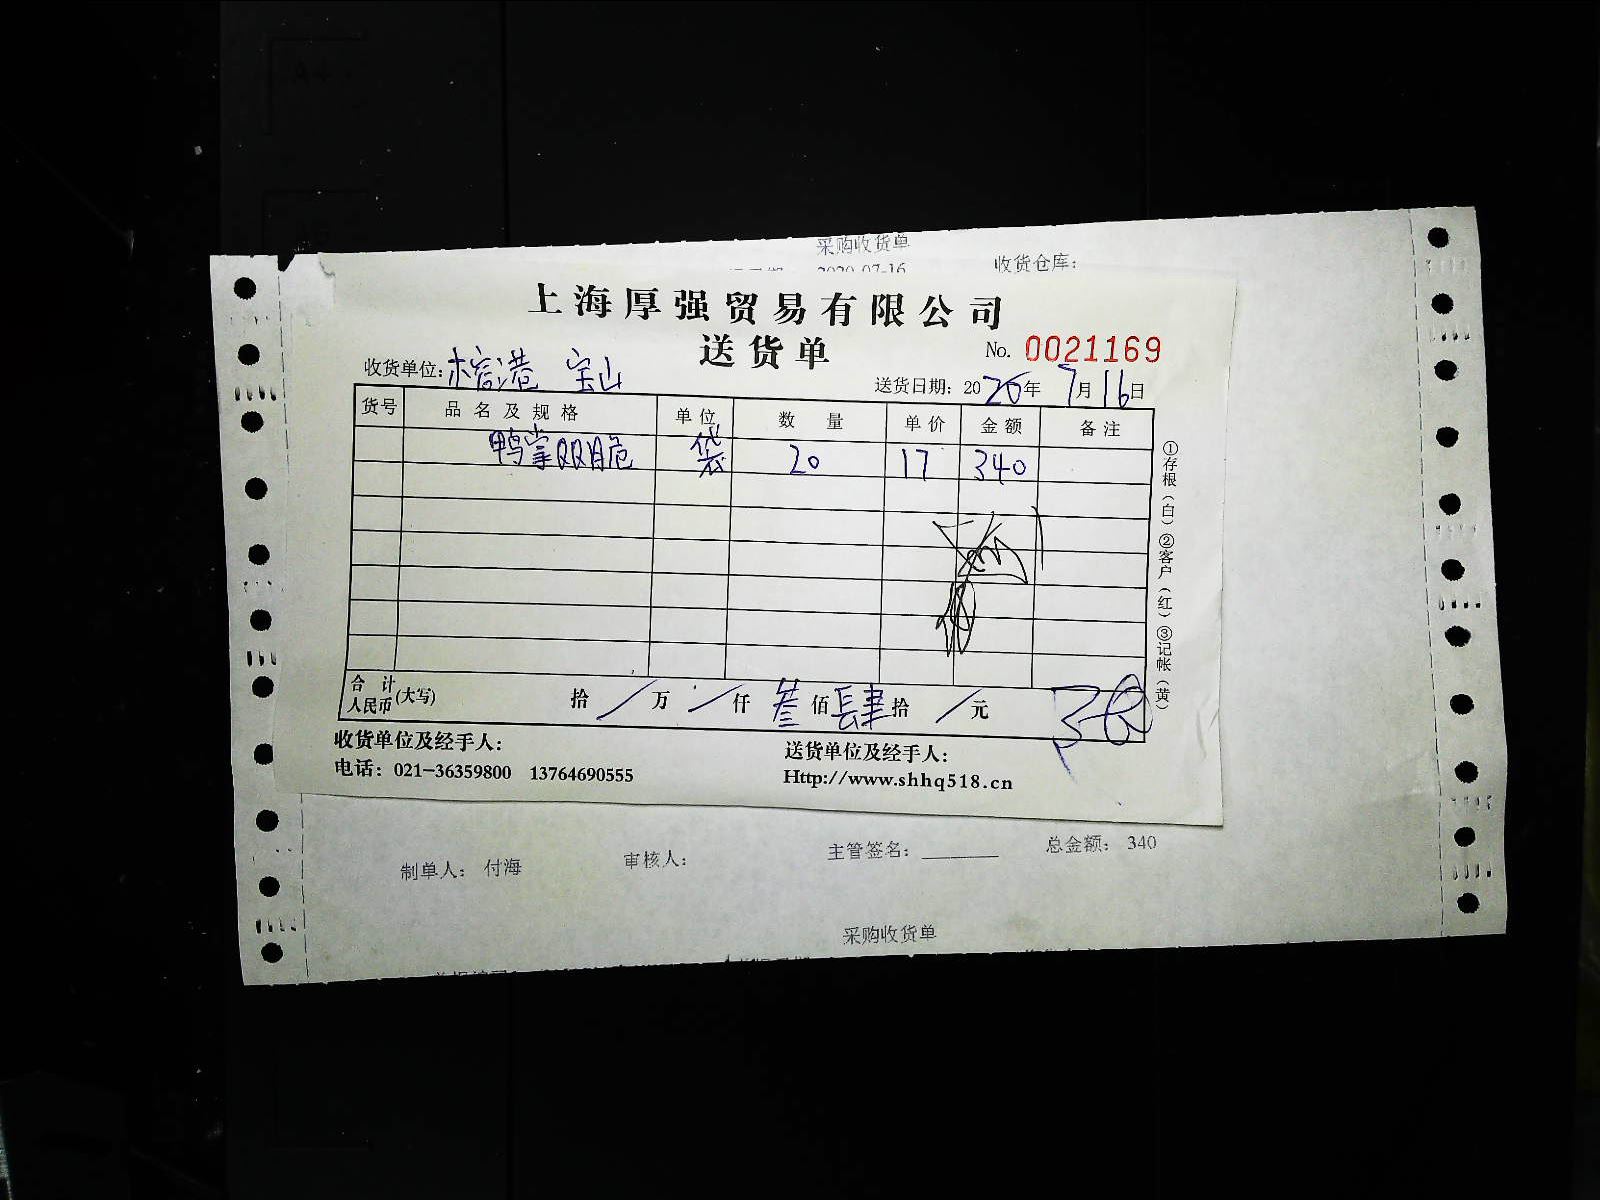 采购收货单
2020-07-16 收货仓库:
上海厚强贸易有限公司
送货单 No. 0021169
收货单位: 榕港 宝山 送货日期: 2020年 7月 16日
货号 品名及规格 单位 数量 单价 金额 备注
鸭掌双脆 袋 20 17 340
①存根(白) ②客户(红) ③记帐(黄)
合计 人民币(大写) 拾 / 万 / 仟 叁 佰 肆 拾 / 元
收货单位及经手人: 送货单位及经手人:
电话: 021-36359800 13764690555 Http://www.shhq518.cn
制单人: 付海 审核人: 主管签名: ________ 总金额: 340
采购收货单